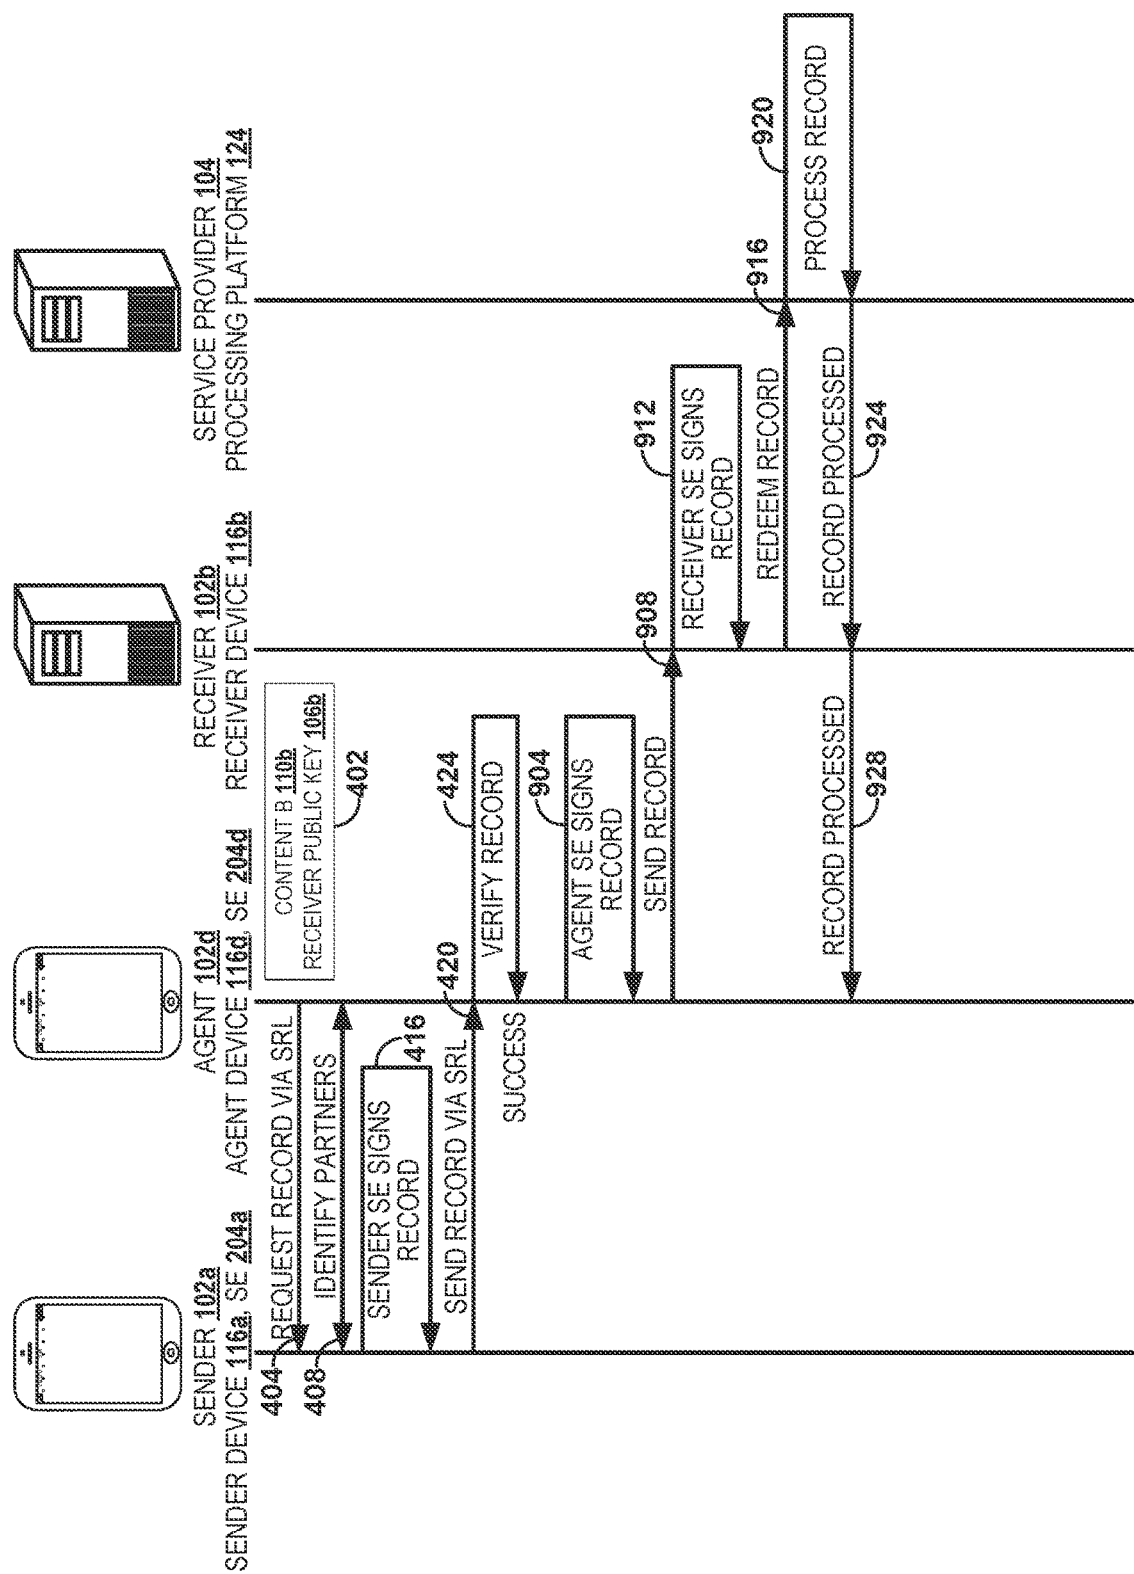 SENDER 102a
SENDER DEVICE 116a, SE 204a
AGENT 102d
AGENT DEVICE 116d, SE 204d
RECEIVER 102b
RECEIVER DEVICE 116b
SERVICE PROVIDER 104
PROCESSING PLATFORM 124
CONTENT B 110b
RECEIVER PUBLIC KEY 106b
402
REQUEST RECORD VIA SRL
404
IDENTIFY PARTNERS
408
SENDER SE SIGNS
RECORD
416
SEND RECORD VIA SRL
420
VERIFY RECORD
424
SUCCESS
AGENT SE SIGNS
RECORD
904
SEND RECORD
908
RECEIVER SE SIGNS
RECORD
912
REDEEM RECORD
916
PROCESS RECORD
920
RECORD PROCESSED
924
RECORD PROCESSED
928